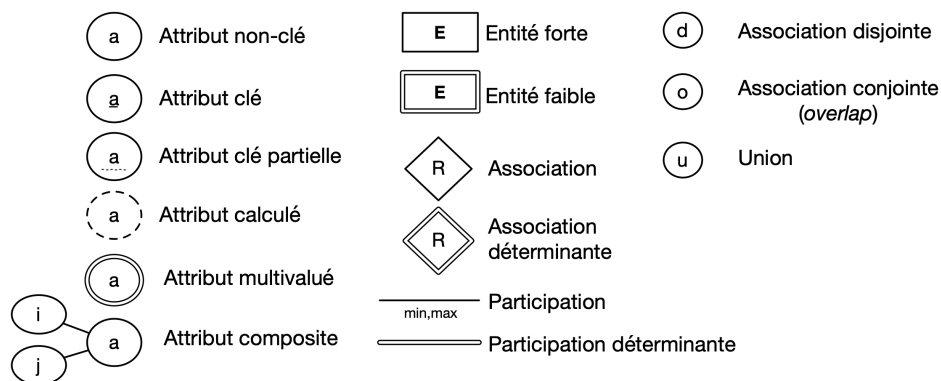 a Attribut non-clé
a Attribut clé
a Attribut clé partielle
a Attribut calculé
a Attribut multivalué
i
a Attribut composite
j
E Entité forte
E Entité faible
R Association
R Association
déterminante
min,max Participation
Participation déterminante
d Association disjointe
o Association conjointe
(overlap)
u Union